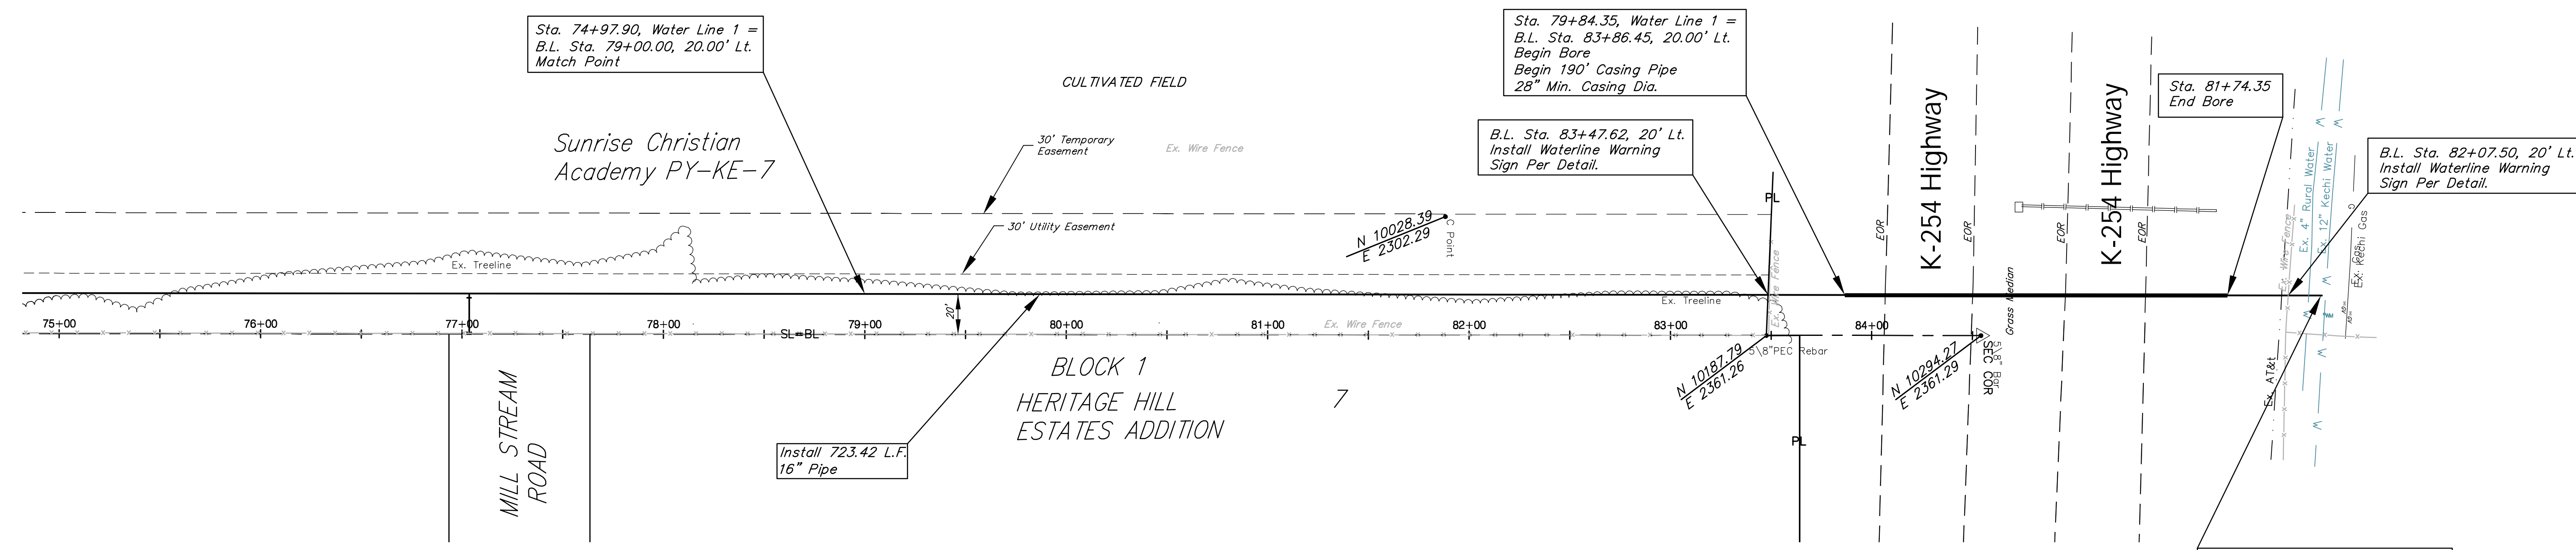 Sta. 74+97.90, Water Line 1 =
B.L. Sta. 79+00.00, 20.00' Lt.
Match Point
CULTIVATED FIELD
Sunrise Christian
Academy PY-KE-7
30' Temporary
Easement
Ex. Wire Fence
30' Utility Easement
Sta. 79+84.35, Water Line 1 =
B.L. Sta. 83+86.45, 20.00' Lt.
Begin Bore
Begin 190' Casing Pipe
28" Min. Casing Dia.
B.L. Sta. 83+47.62, 20' Lt.
Install Waterline Warning
Sign Per Detail.
K-254 Highway
K-254 Highway
Sta. 81+74.35
End Bore
B.L. Sta. 82+07.50, 20' Lt.
Install Waterline Warning
Sign Per Detail.
PL
N 10028.39
E 2302.29
C Point
EOR
EOR
EOR
EOR
W
W
Ex. 4" Rural Water
Ex. 12" Kechi Water
Ex. Wire Fence
G
Ex. Gas
Ex. Kechi Gas
Ex. Treeline
Ex. Treeline
Ex. Wire Fence
Grass Median
20'
75+00
76+00
77+00
78+00
79+00
80+00
81+00
82+00
83+00
84+00
SL=BL
Ex. Wire Fence
5\8"PEC Rebar
N 10187.79
E 2361.26
N 10294.27
E 2361.29
SEC COR
5\8" Bar
Ex. AT&t
W
W
W
W
W
BLOCK 1
HERITAGE HILL
ESTATES ADDITION
7
MILL STREAM
ROAD
Install 723.42 L.F.
16" Pipe
PL